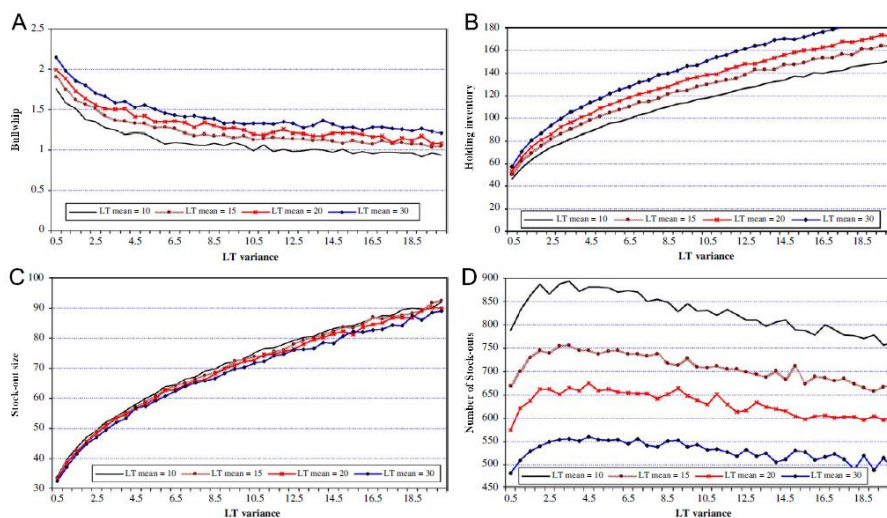 A
2.5
2
1.5
1
0.5
0
Bullwhip
LT mean = 10 LT mean = 15 LT mean = 20 LT mean = 30
0.5 2.5 4.5 6.5 8.5 10.5 12.5 14.5 16.5 18.5
LT variance
B
180
160
140
120
100
80
60
40
20
0
Holding inventory
LT mean = 10 LT mean = 15 LT mean = 20 LT mean = 30
0.5 2.5 4.5 6.5 8.5 10.5 12.5 14.5 16.5 18.5
LT variance
C
100
90
80
70
60
50
40
30
Stock-out size
LT mean = 10 LT mean = 15 LT mean = 20 LT mean = 30
0.5 2.5 4.5 6.5 8.5 10.5 12.5 14.5 16.5 18.5
LT variance
D
900
850
800
750
700
650
600
550
500
450
Number of Stock-outs
LT mean = 10 LT mean = 15 LT mean = 20 LT mean = 30
0.5 2.5 4.5 6.5 8.5 10.5 12.5 14.5 16.5 18.5
LT variance